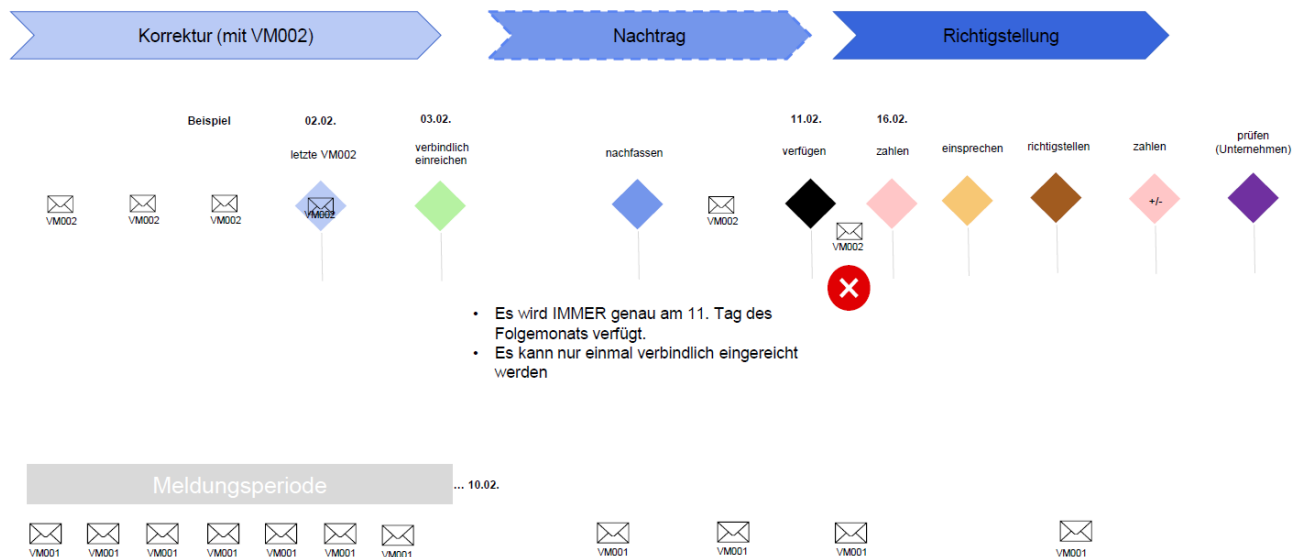 Korrektur (mit VM002)
Nachtrag
Richtigstellung
Beispiel
02.02.
03.02.
11.02.
16.02.
letzte VM002
verbindlich
einreichen
nachfassen
verfügen
zahlen
einsprechen
richtigstellen
zahlen
prüfen
(Unternehmen)
VM002
VM002
VM002
VM002
VM002
VM002
+/-
• Es wird IMMER genau am 11. Tag des
Folgemonats verfügt.
• Es kann nur einmal verbindlich eingereicht
werden
Meldungsperiode
... 10.02.
VM001
VM001
VM001
VM001
VM001
VM001
VM001
VM001
VM001
VM001
VM001